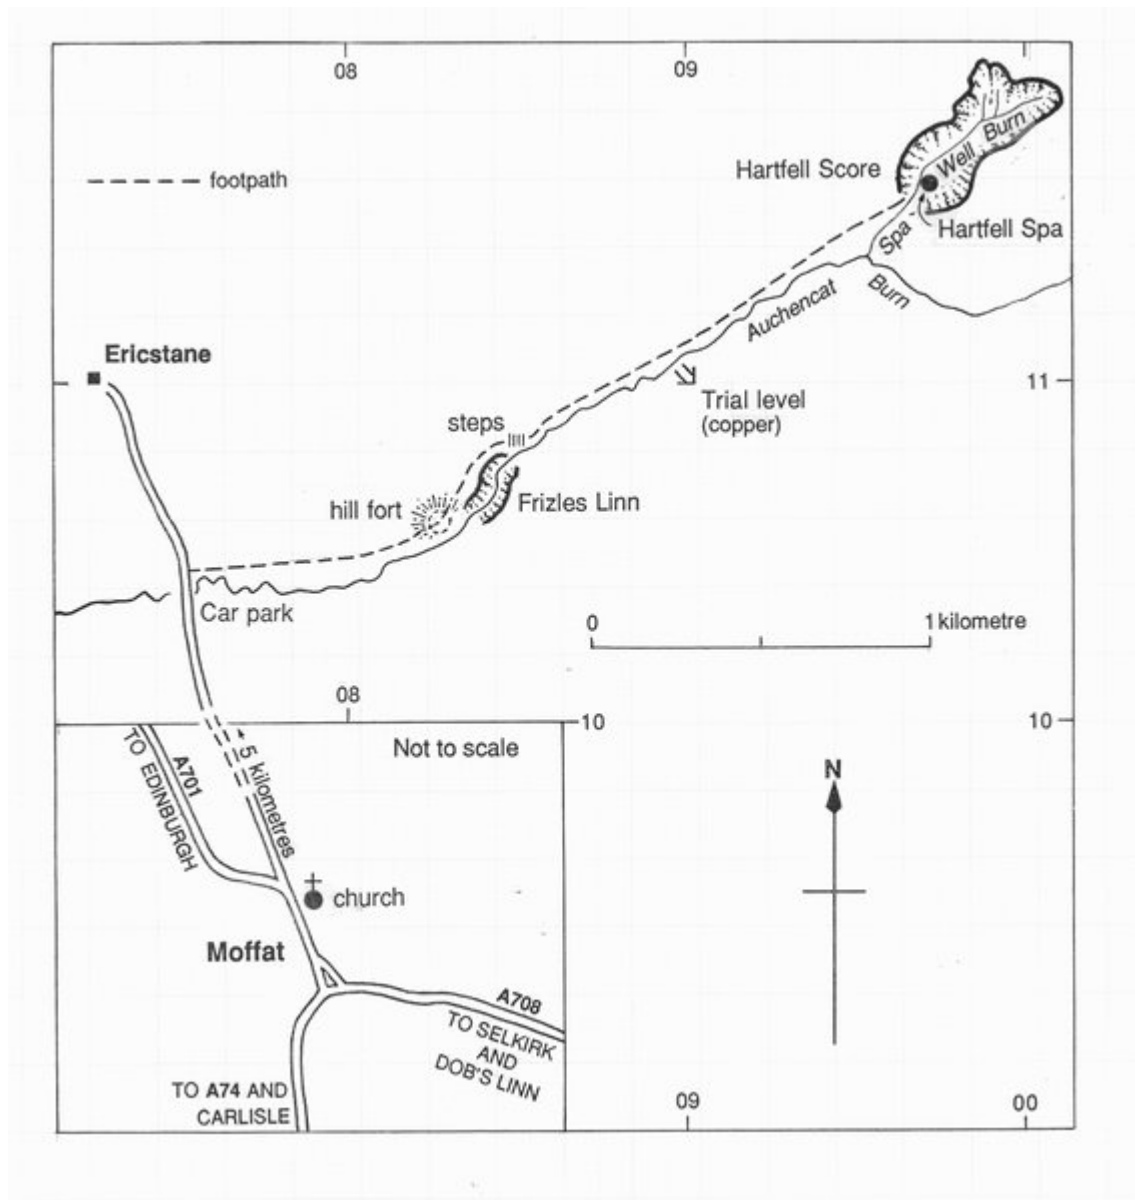 08
09
Hartfell Score
Well Burn
footpath
Spa
Hartfell Spa
Auchencat
Burn
Ericstane
11
Trial level
(copper)
steps
hill fort
Frizles Linn
Car park
0
1 kilometre
08
10
10
Not to scale
N
5 kilometres
A701
TO EDINBURGH
church
Moffat
A708
TO SELKIRK
AND
DOB'S LINN
TO A74 AND
CARLISLE
09
00